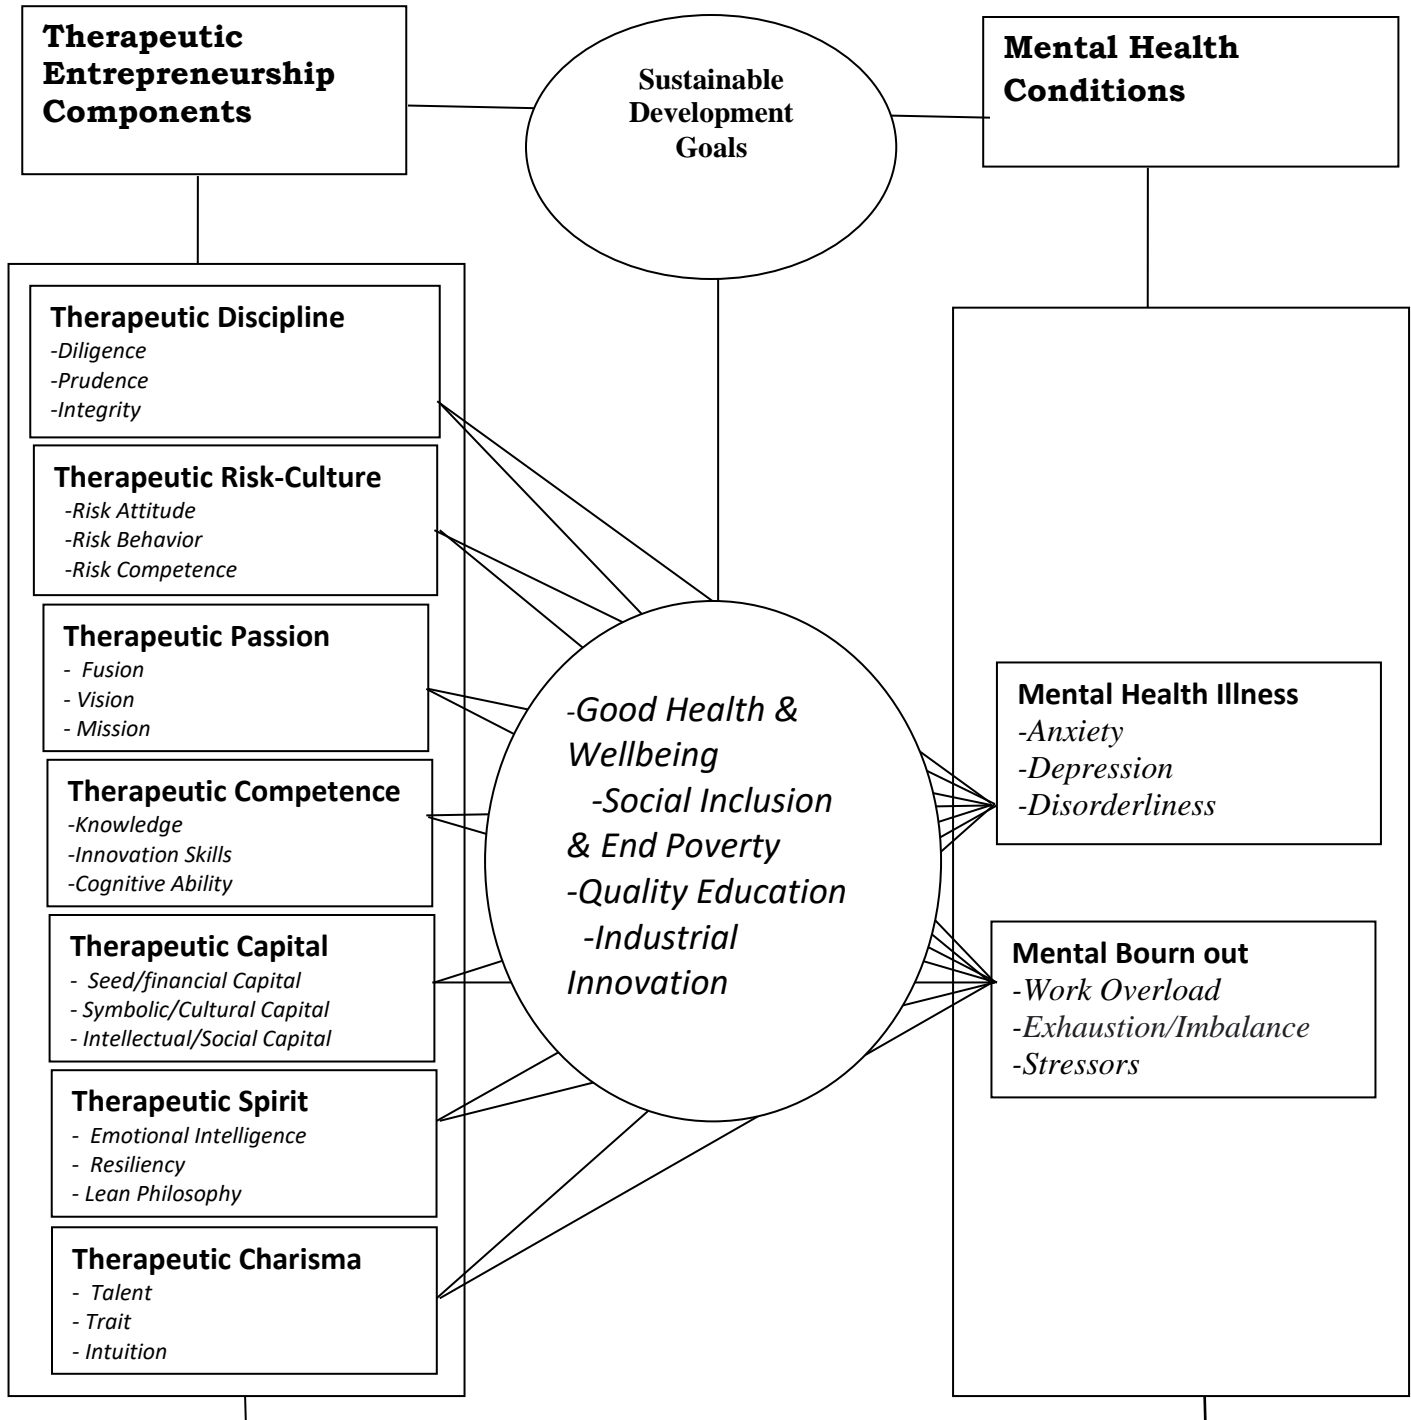 Therapeutic
Entrepreneurship
Components
Sustainable
Development
Goals
Mental Health
Conditions
Therapeutic Discipline
-Diligence
-Prudence
-Integrity
Therapeutic Risk-Culture
-Risk Attitude
-Risk Behavior
-Risk Competence
Therapeutic Passion
- Fusion
- Vision
- Mission
Therapeutic Competence
-Knowledge
-Innovation Skills
-Cognitive Ability
Therapeutic Capital
- Seed/financial Capital
- Symbolic/Cultural Capital
- Intellectual/Social Capital
Therapeutic Spirit
- Emotional Intelligence
- Resiliency
- Lean Philosophy
Therapeutic Charisma
- Talent
- Trait
- Intuition
-Good Health &
Wellbeing
-Social Inclusion
& End Poverty
-Quality Education
-Industrial
Innovation
Mental Health Illness
-Anxiety
-Depression
-Disorderliness
Mental Bourn out
-Work Overload
-Exhaustion/Imbalance
-Stressors